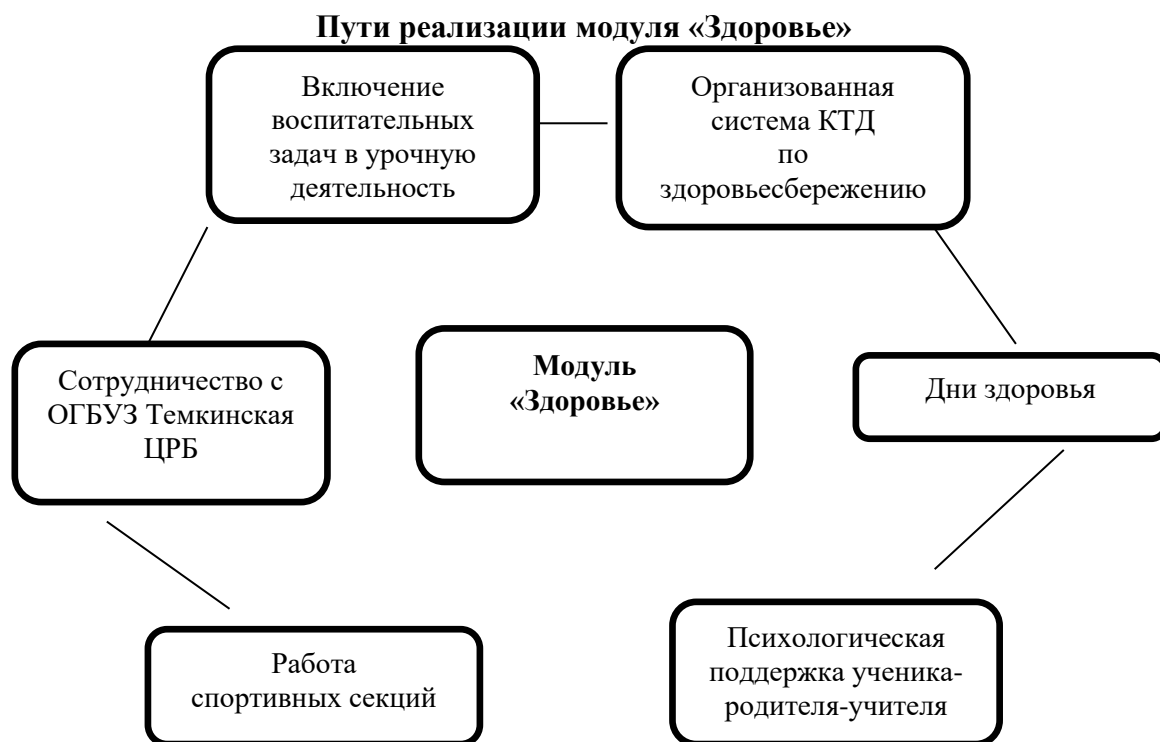 Пути реализации модуля «Здоровье»
Включение
воспитательных
задач в урочную
деятельность
Организованная
система КТД
по
здоровьесбережению
Сотрудничество с
ОГБУЗ Темкинская
ЦРБ
Модуль
«Здоровье»
Дни здоровья
Работа
спортивных секций
Психологическая
поддержка ученика-
родителя-учителя